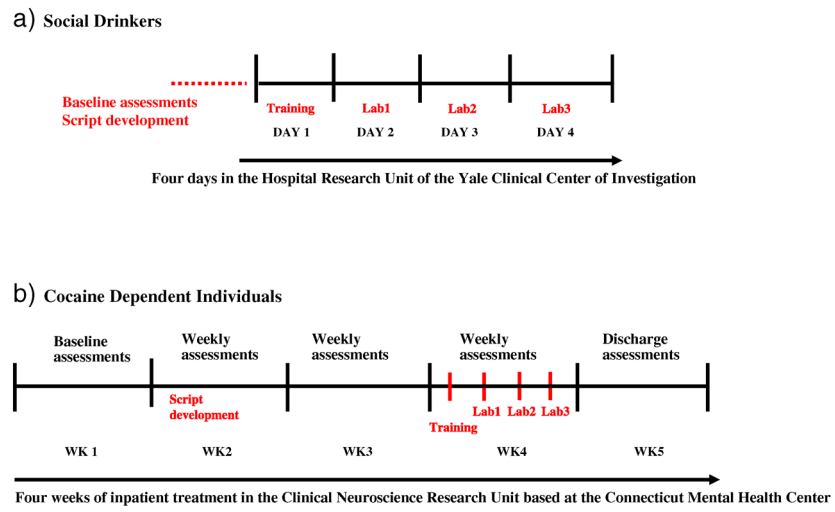 a) Social Drinkers
Baseline assessments
Script development
Training Lab1 Lab2 Lab3
DAY 1 DAY 2 DAY 3 DAY 4
Four days in the Hospital Research Unit of the Yale Clinical Center of Investigation
b) Cocaine Dependent Individuals
Baseline assessments
Weekly assessments
Weekly assessments
Weekly assessments
Discharge assessments
Script development
Training Lab1 Lab2 Lab3
WK 1 WK2 WK3 WK4 WK5
Four weeks of inpatient treatment in the Clinical Neuroscience Research Unit based at the Connecticut Mental Health Center